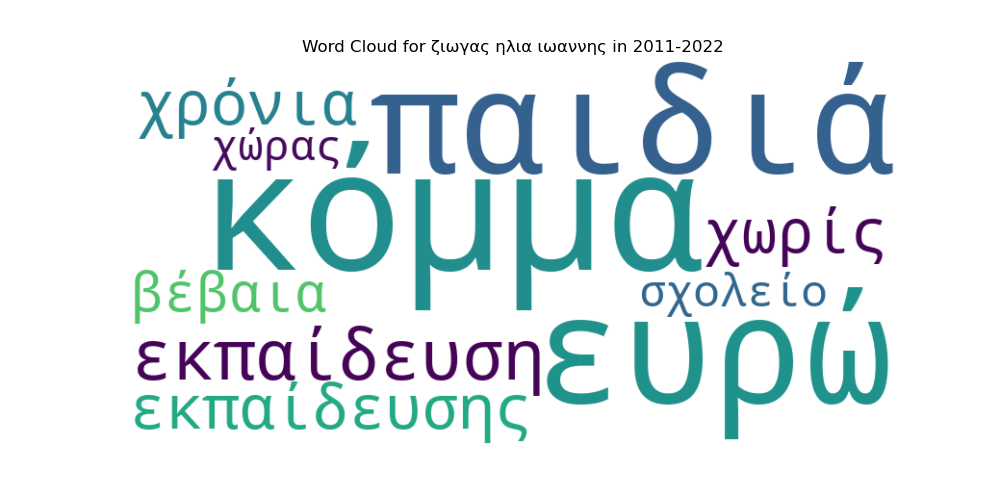 Word Cloud for ζιωγας ηλια ιωαννης in 2011-2022
χρόνια
παιδιά
χώρας
κόμμα
χωρίς
βέβαια
σχολείο
εκπαίδευση
ευρώ
εκπαίδευσης